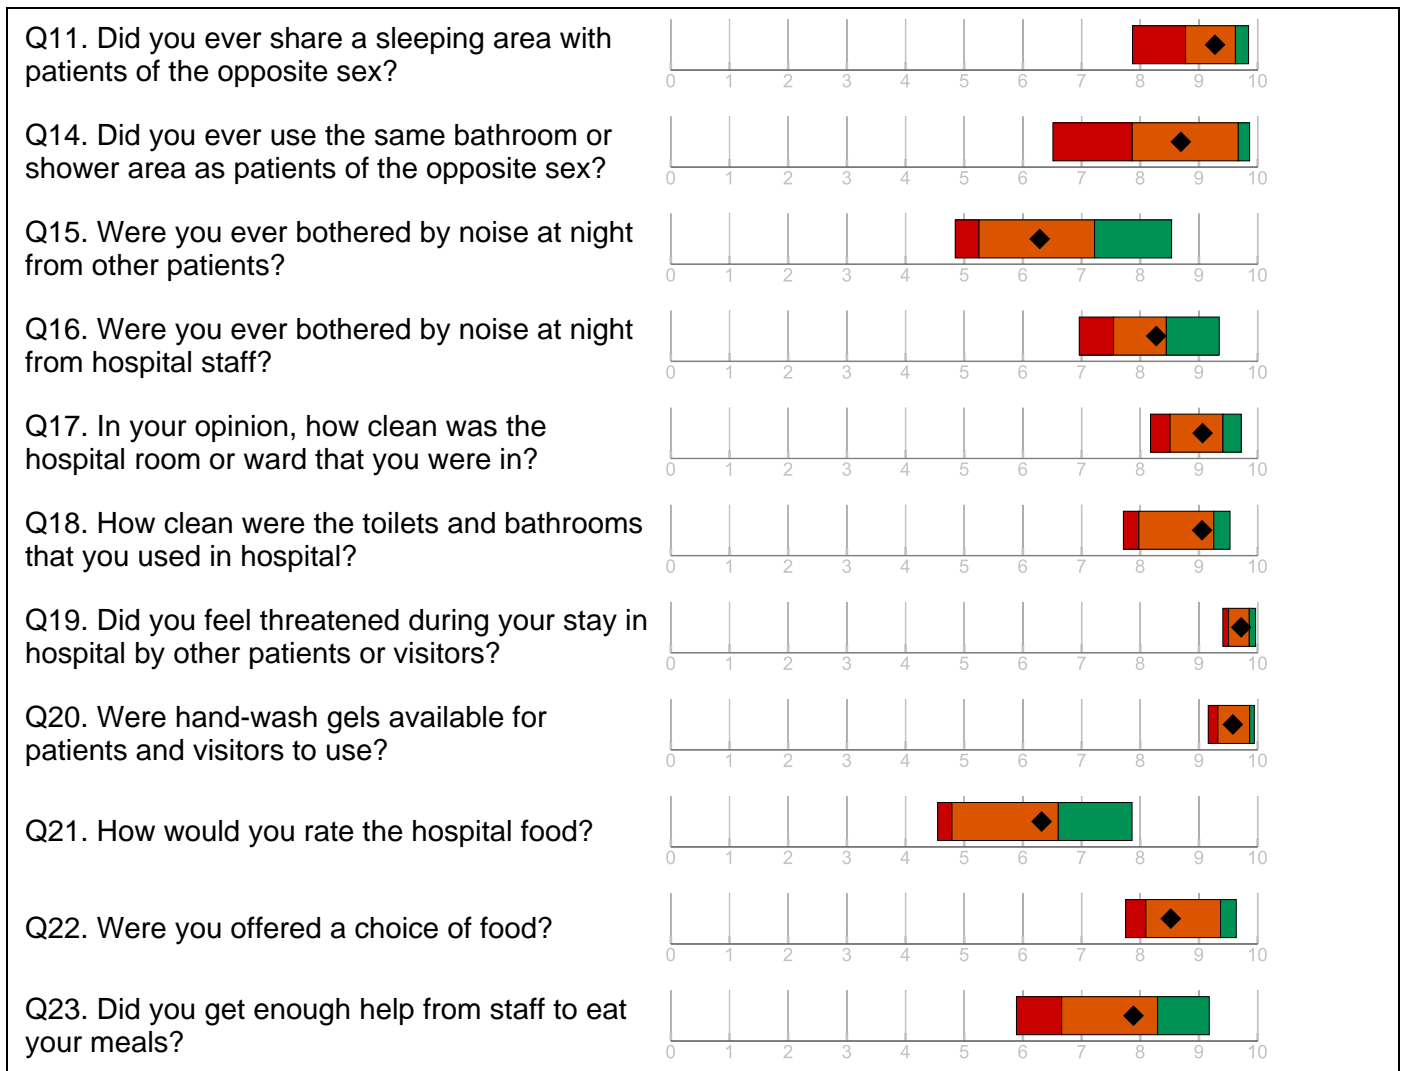 Q11. Did you ever share a sleeping area with
patients of the opposite sex?
0 1 2 3 4 5 6 7 8 9 10
Q14. Did you ever use the same bathroom or
shower area as patients of the opposite sex?
0 1 2 3 4 5 6 7 8 9 10
Q15. Were you ever bothered by noise at night
from other patients?
0 1 2 3 4 5 6 7 8 9 10
Q16. Were you ever bothered by noise at night
from hospital staff?
0 1 2 3 4 5 6 7 8 9 10
Q17. In your opinion, how clean was the
hospital room or ward that you were in?
0 1 2 3 4 5 6 7 8 9 10
Q18. How clean were the toilets and bathrooms
that you used in hospital?
0 1 2 3 4 5 6 7 8 9 10
Q19. Did you feel threatened during your stay in
hospital by other patients or visitors?
0 1 2 3 4 5 6 7 8 9 10
Q20. Were hand-wash gels available for
patients and visitors to use?
0 1 2 3 4 5 6 7 8 9 10
Q21. How would you rate the hospital food?
0 1 2 3 4 5 6 7 8 9 10
Q22. Were you offered a choice of food?
0 1 2 3 4 5 6 7 8 9 10
Q23. Did you get enough help from staff to eat
your meals?
0 1 2 3 4 5 6 7 8 9 10